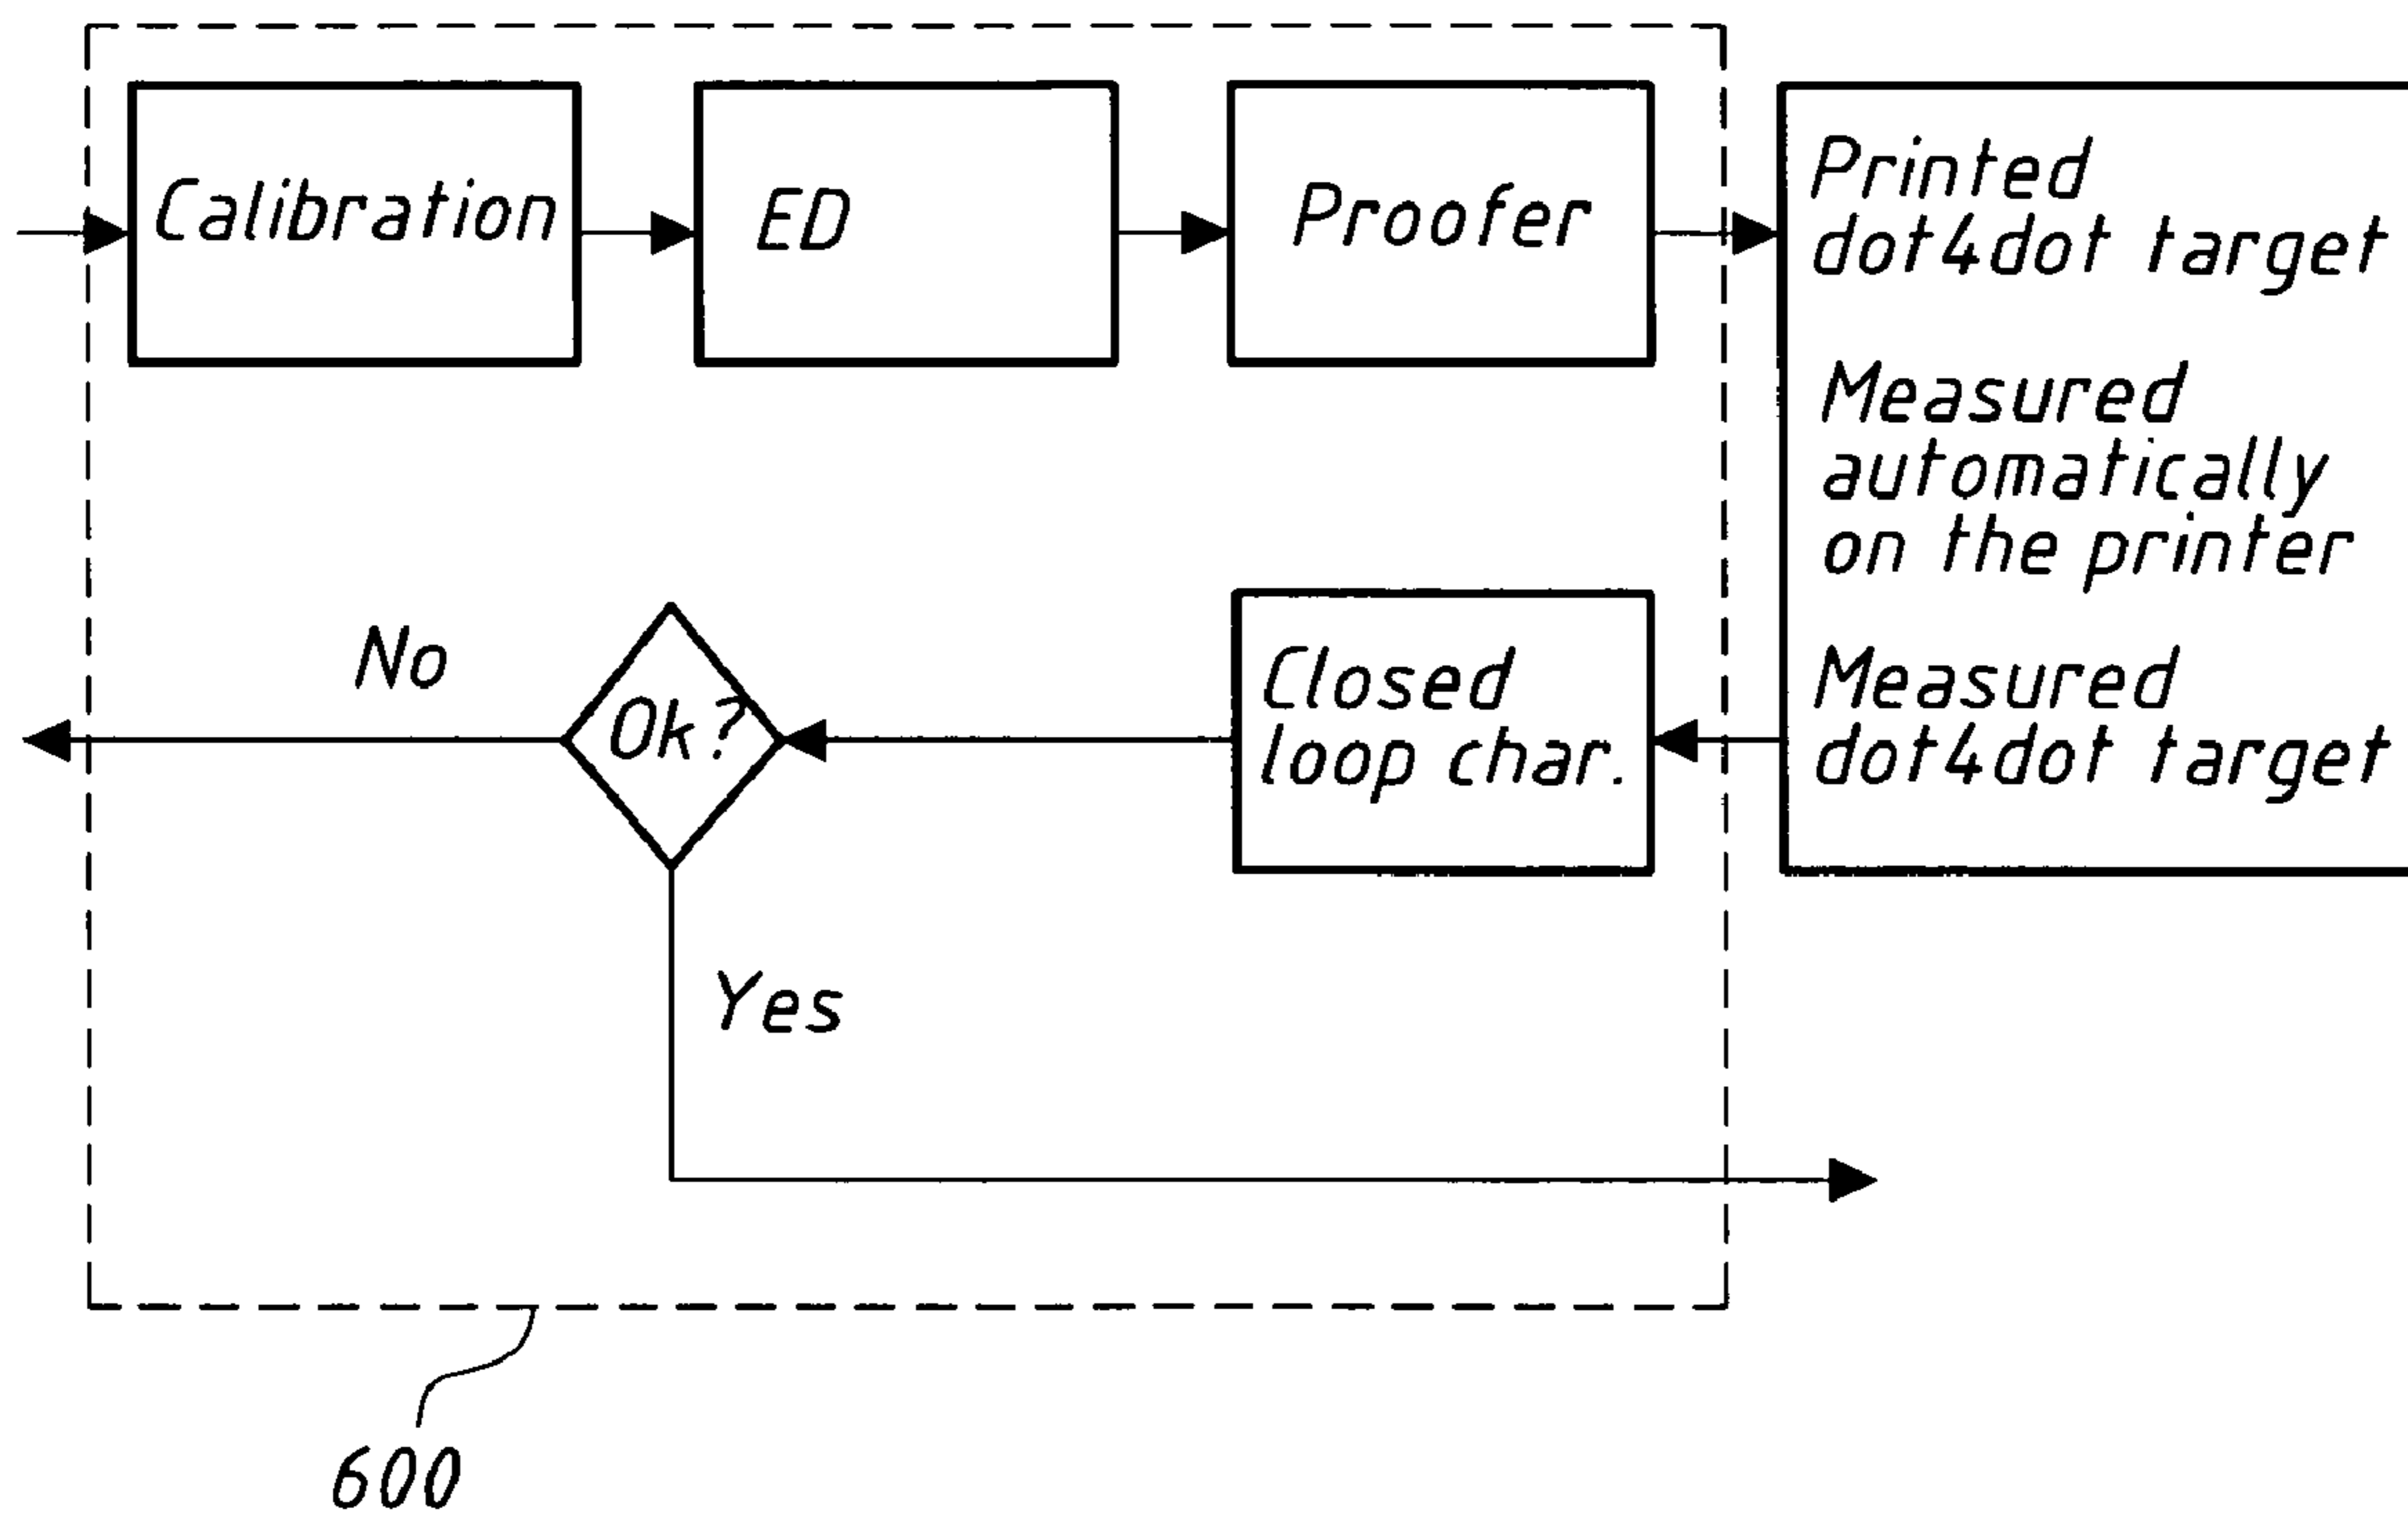 Calibration
ED
Proofer
Printed
dot4dot target
Measured
automatically
on the printer
Measured
dot4dot target
Closed
loop char.
Ok?
No
Yes
600